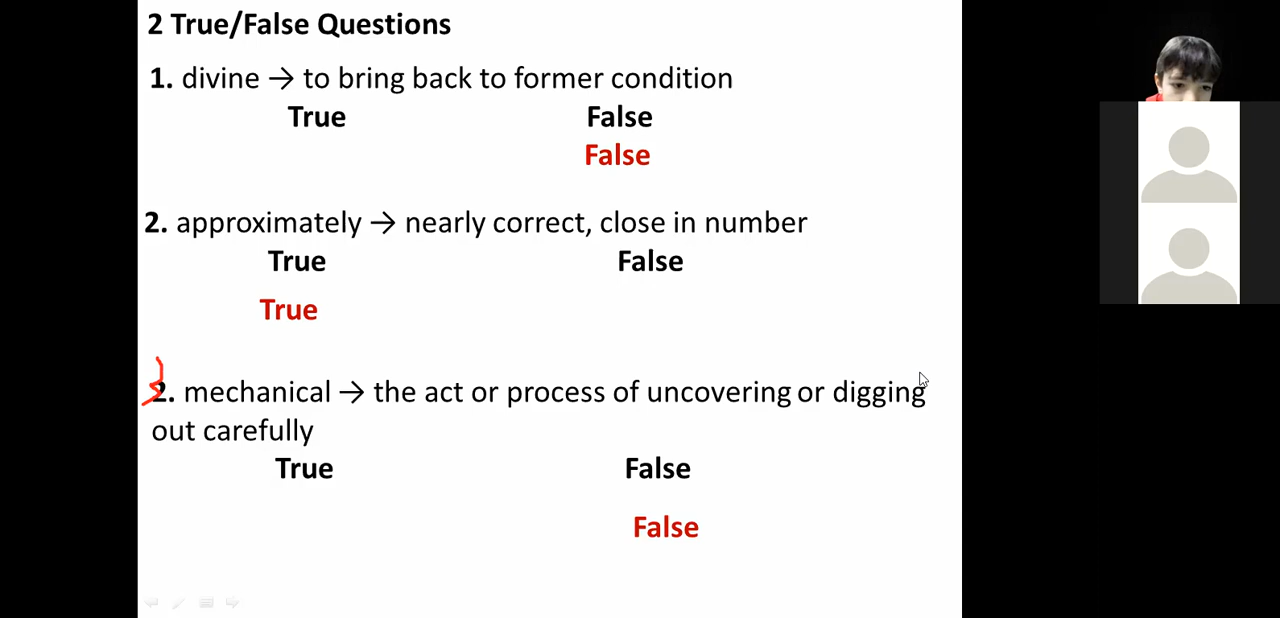 2 True/False Questions
1. divine → to bring back to former condition
True False
False
2. approximately → nearly correct, close in number
True False
True
2. mechanical → the act or process of uncovering or digging
out carefully
True False
False